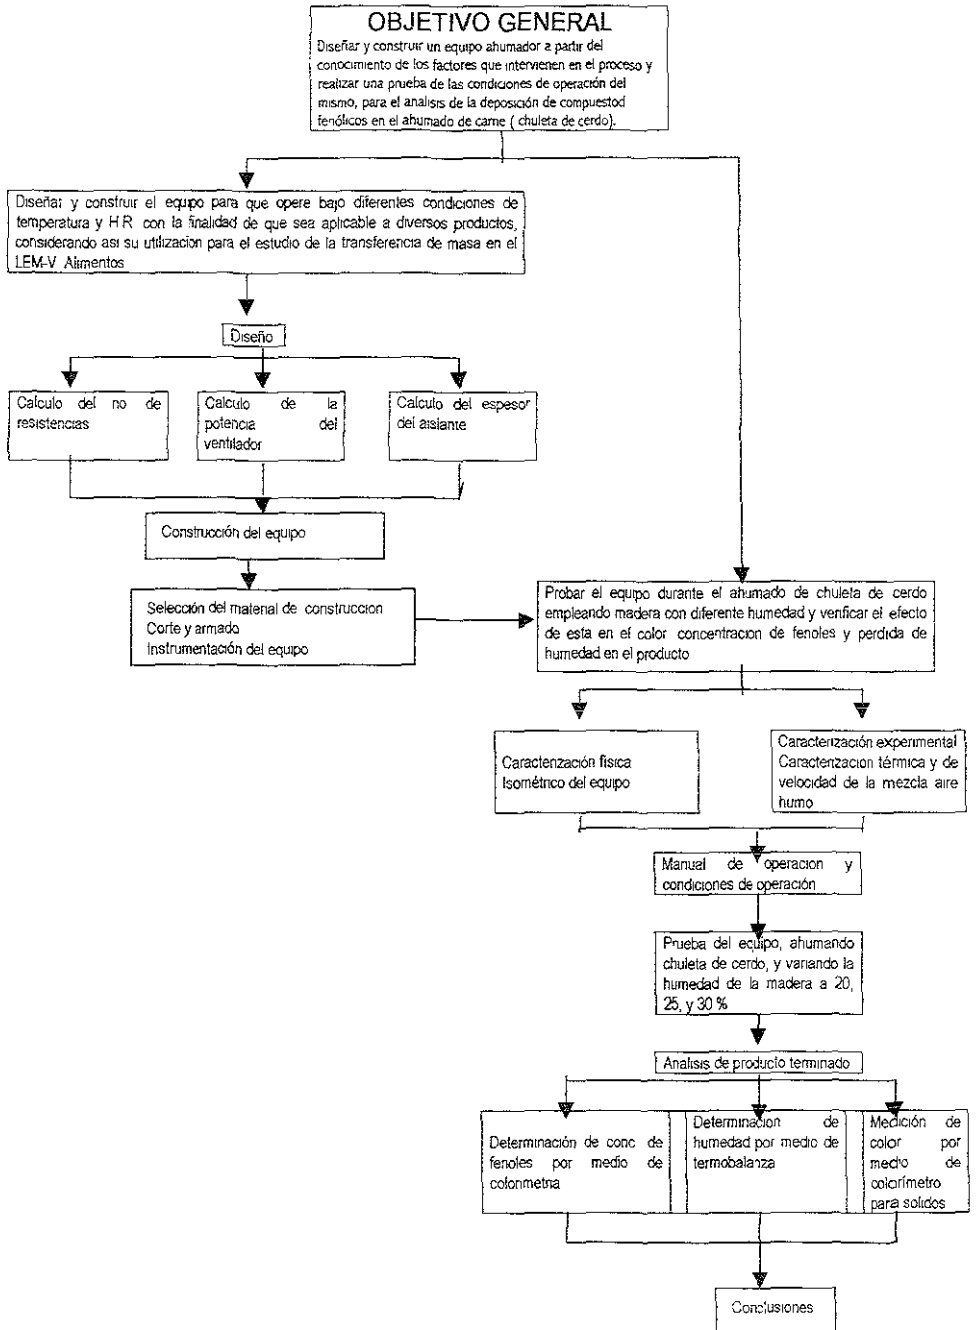 OBJETIVO GENERAL
Diseñar y construir un equipo ahumador a partir del
conocimiento de los factores que intervienen en el proceso y
realizar una prueba de las condiciones de operación del
mismo, para el analisis de la deposición de compuestod
fenólicos en el ahumado de carne ( chuleta de cerdo).
Diseñar y construir el equipo para que opere bajo diferentes condiciones de
temperatura y H R con la finalidad de que sea aplicable a diversos productos,
considerando asi su utilizacion para el estudio de la transferencia de masa en el
LEM-V Alimentos
Diseño
Calculo del no de
resistencias
Calculo de la
potencia del
ventilador
Calculo del espesor
del aislante
Construcción del equipo
Selección del material de construccion
Corte y armado
Instrumentación del equipo
Probar el equipo durante el ahumado de chuleta de cerdo
empleando madera con diferente humedad y verificar el efecto
de esta en el color concentracion de fenoles y perdida de
humedad en el producto
Caracterización fisica
Isométrico del equipo
Caracterización experimental
Caracterizacion térmica y de
velocidad de la mezcla aire
humo
Manual de operacion y
condiciones de operación
Prueba del equipo, ahumando
chuleta de cerdo, y variando la
humedad de la madera a 20,
25, y 30 %
Analisis de producto terminado
Determinación de conc de
fenoles por medio de
colorimetria
Determinacion de
humedad por medio de
termobalanza
Medición de
color por
medio de
colorímetro
para solidos
Conclusiones